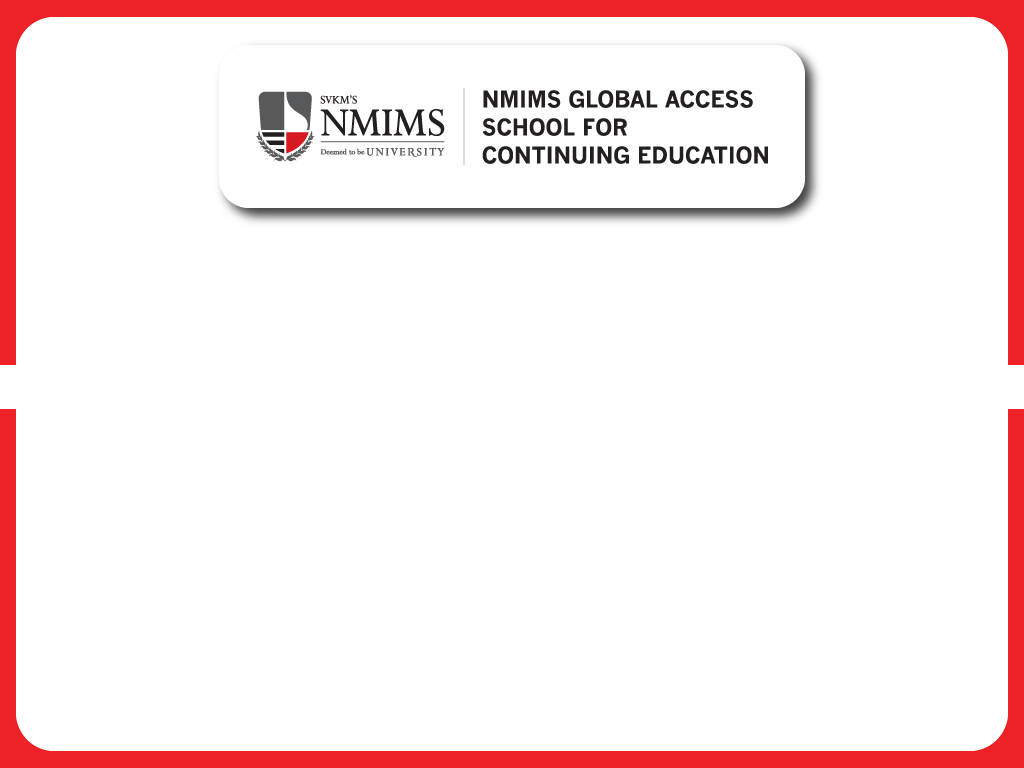 SVKM'S
NMIMS
Deemed to be UNIVERSITY
NMIMS GLOBAL ACCESS
SCHOOL FOR
CONTINUING EDUCATION